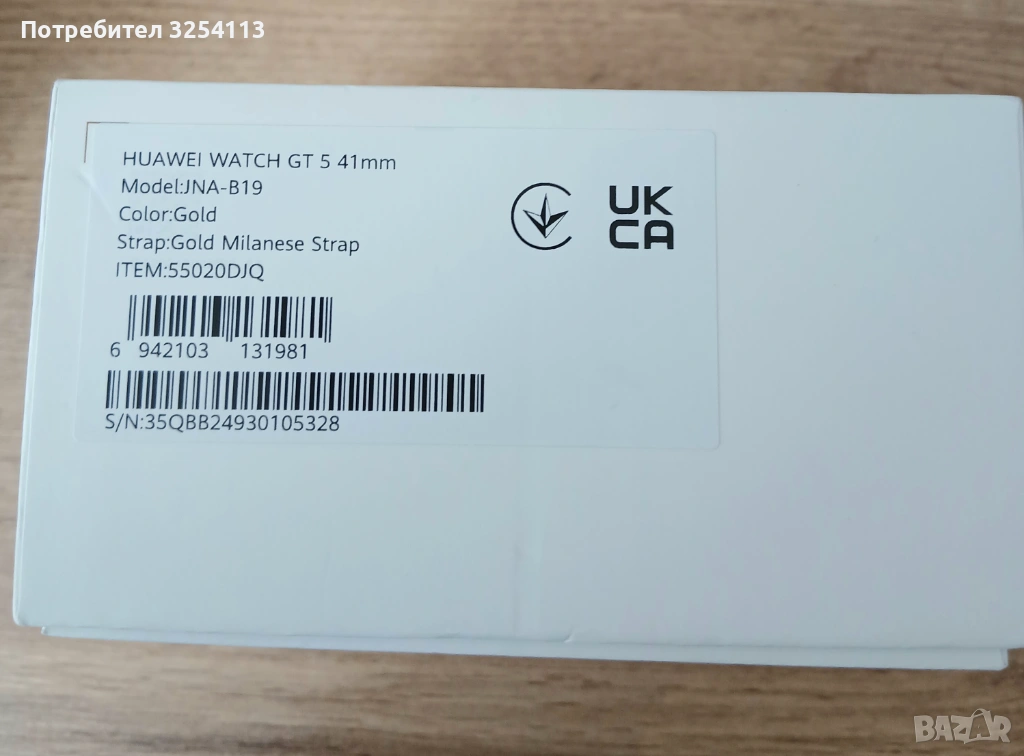 Потребител 3254113
HUAWEI WATCH GT 5 41mm
Model:JNA-B19
Color:Gold
Strap:Gold Milanese Strap
ITEM:55020DJQ
6 942103 131981
S/N:35QBB24930105328
UK
CA
BAZAR